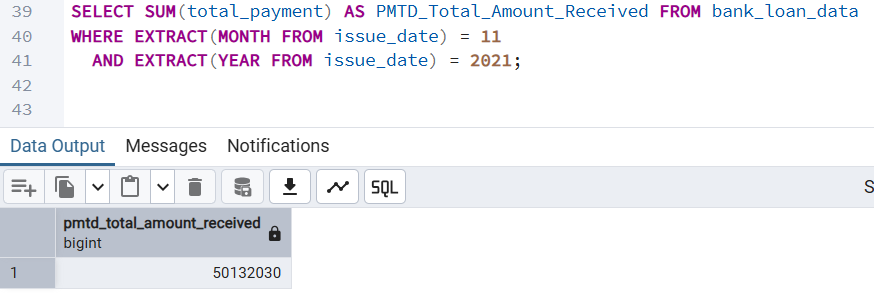 39 SELECT SUM(total_payment) AS PMTD_Total_Amount_Received FROM bank_loan_data
40 WHERE EXTRACT(MONTH FROM issue_date) = 11
41   AND EXTRACT(YEAR FROM issue_date) = 2021;
42
43
Data Output Messages Notifications
SQL S
pmtd_total_amount_received
bigint
1 50132030